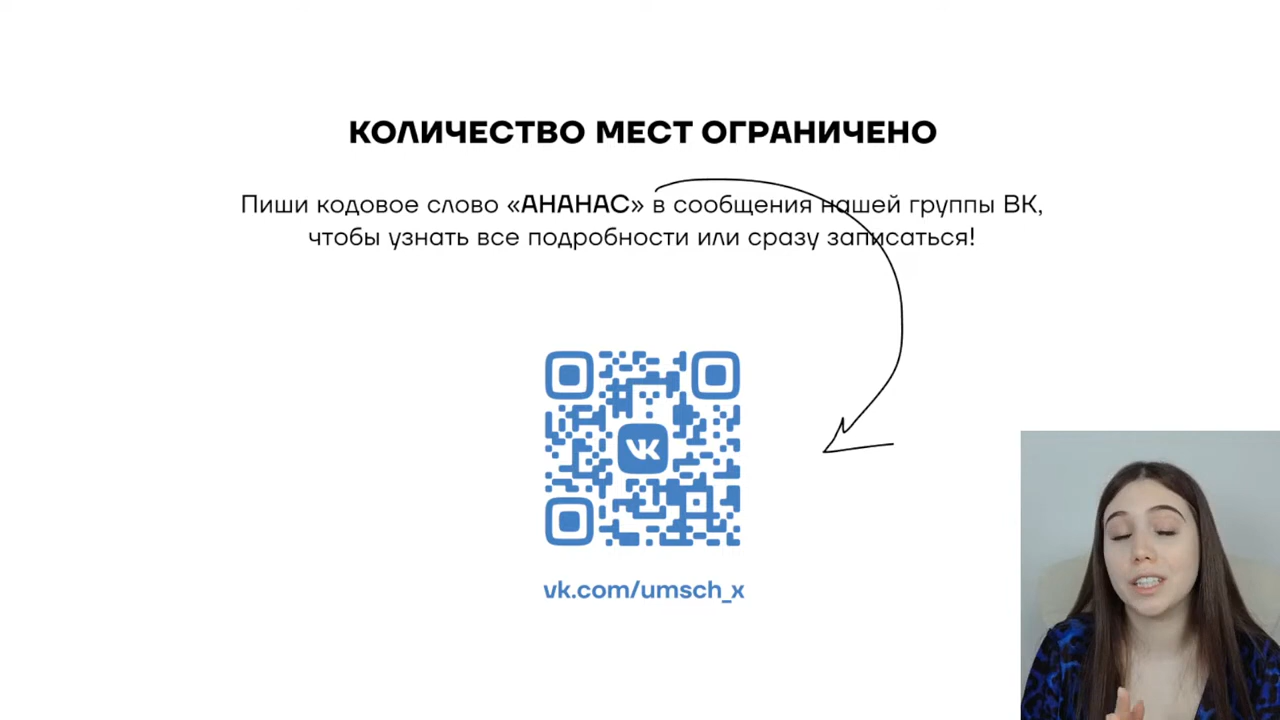 КОЛИЧЕСТВО МЕСТ ОГРАНИЧЕНО
Пиши кодовое слово «АНАНАС» в сообщения нашей группы ВК,
чтобы узнать все подробности или сразу записаться!
VK
vk.com/umsch_x